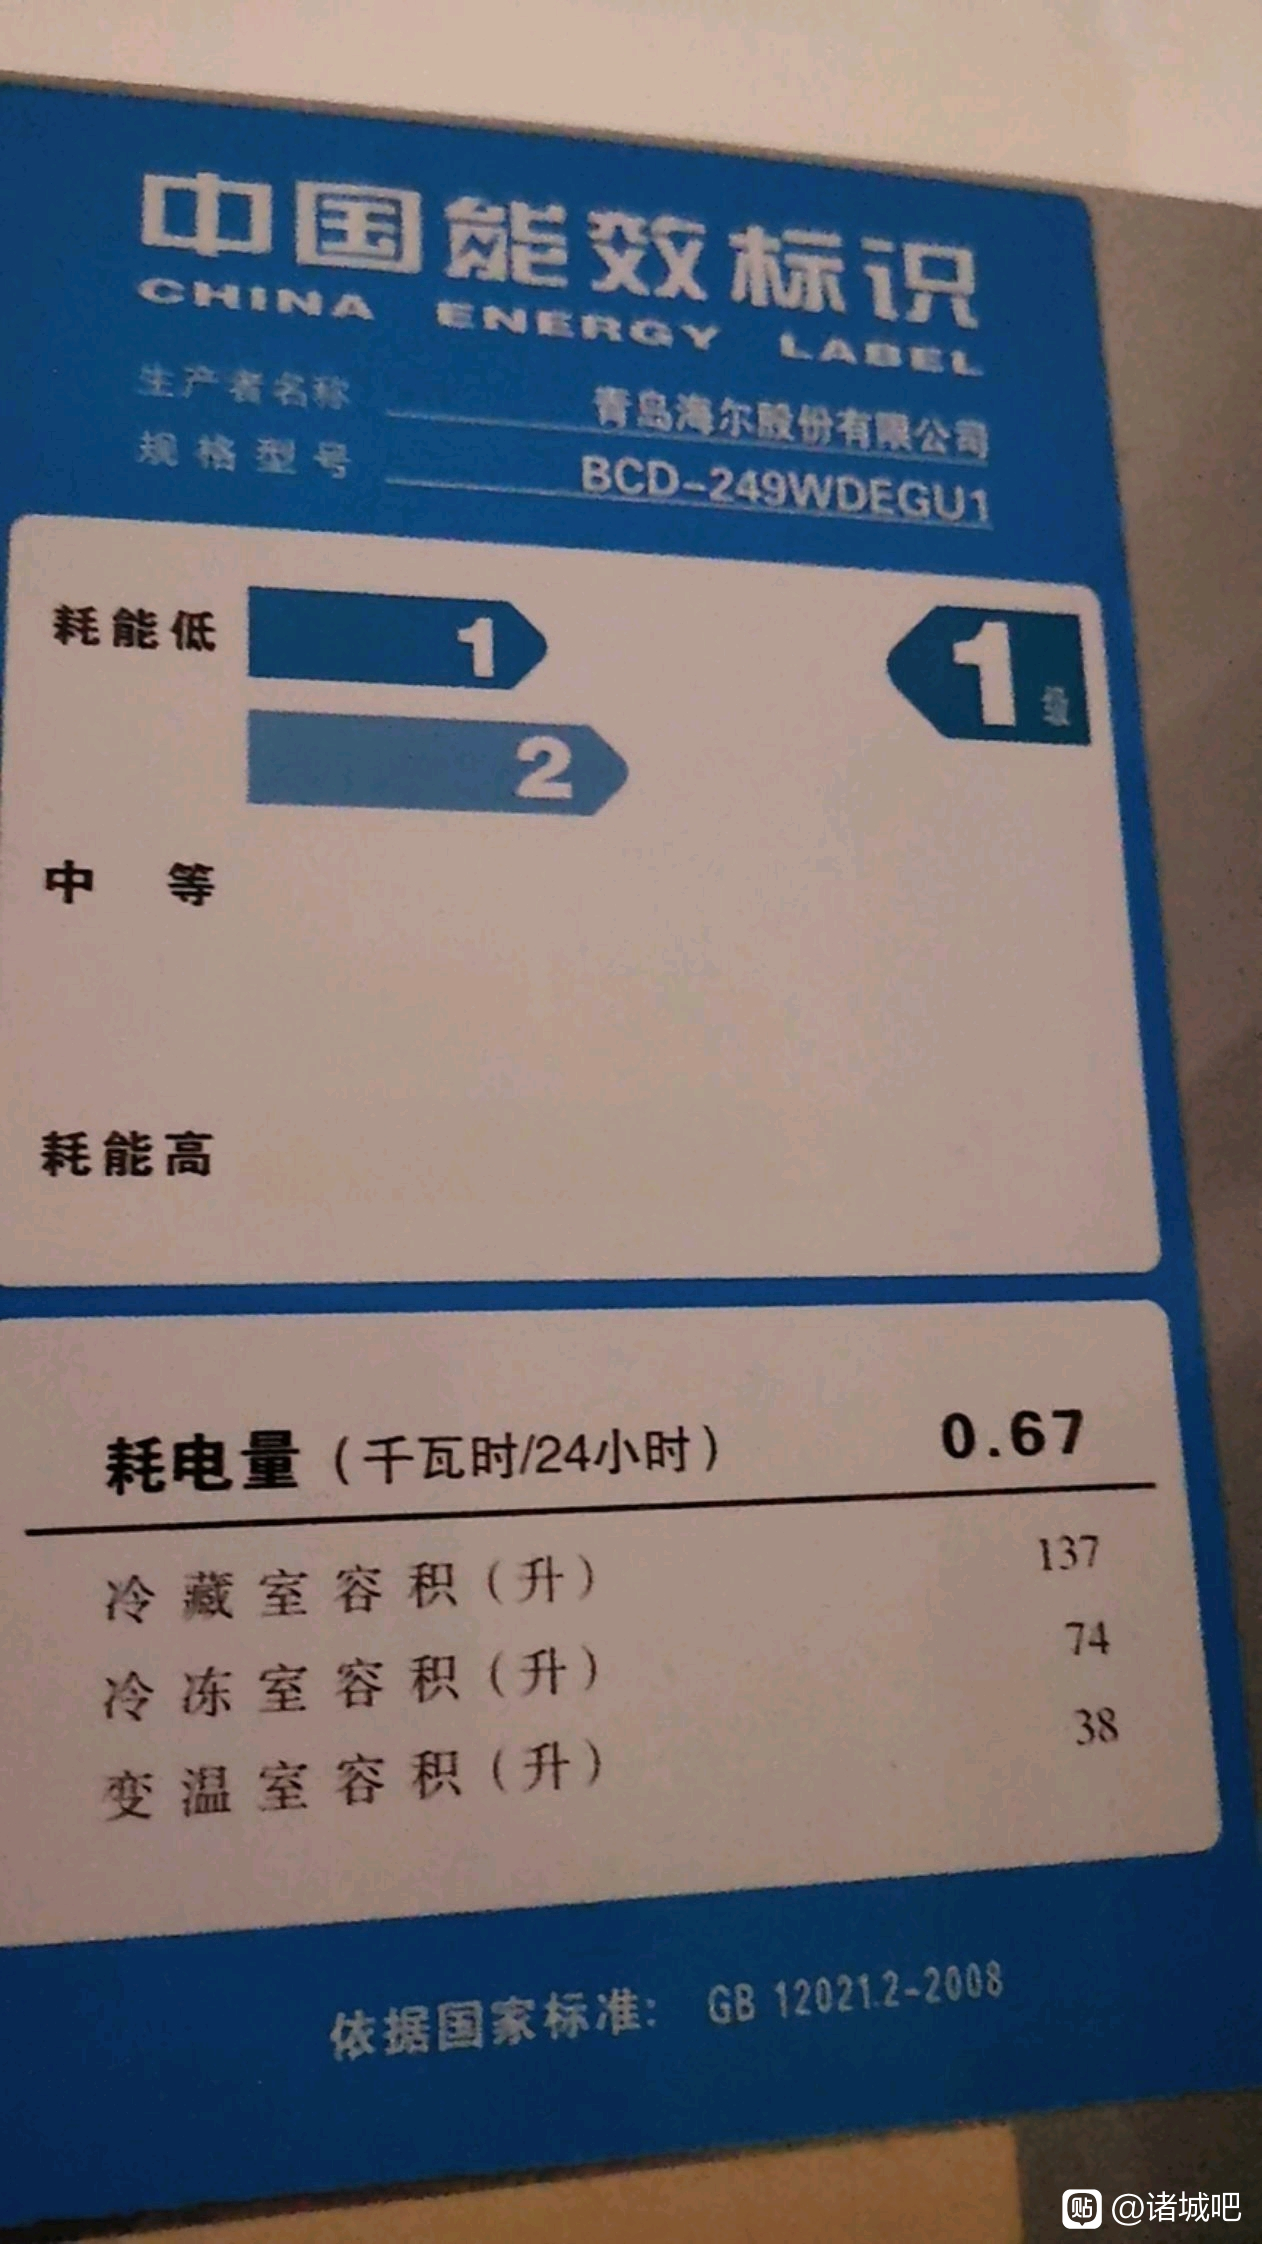 中国能效标识
CHINA ENERGY LABEL
生产者名称 青岛海尔股份有限公司
规格型号 BCD-249WDEGU1
耗能低 1 1级
2
中等
耗能高
耗电量(千瓦时/24小时) 0.67
冷藏室容积(升) 137
冷冻室容积(升) 74
变温室容积(升) 38
依据国家标准: GB 12021.2-2008
贴 @诸城吧